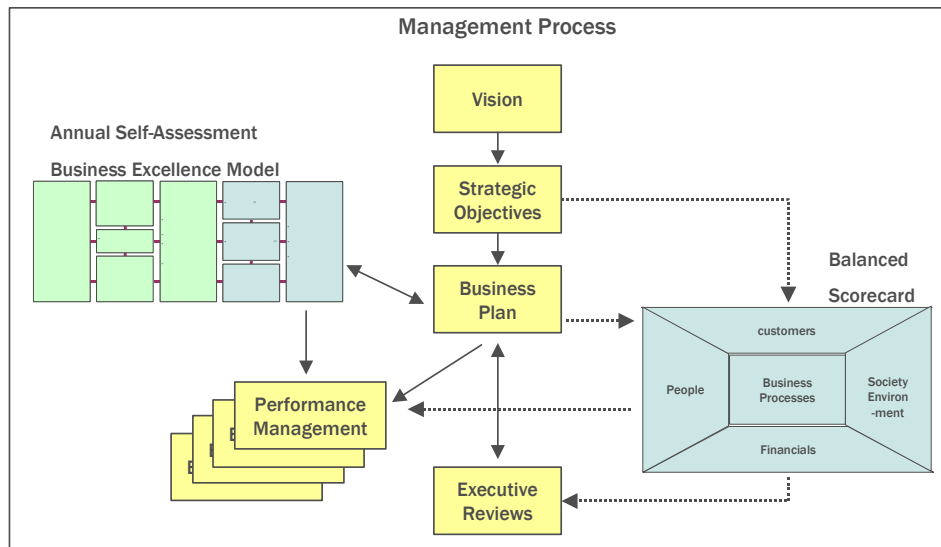 Management Process
Vision
Annual Self-Assessment
Business Excellence Model
Strategic
Objectives
Balanced
Scorecard
Business
Plan
customers
People
Business
Processes
Society
Environ
-ment
Financials
Performance
Management
E
E
E
Executive
Reviews